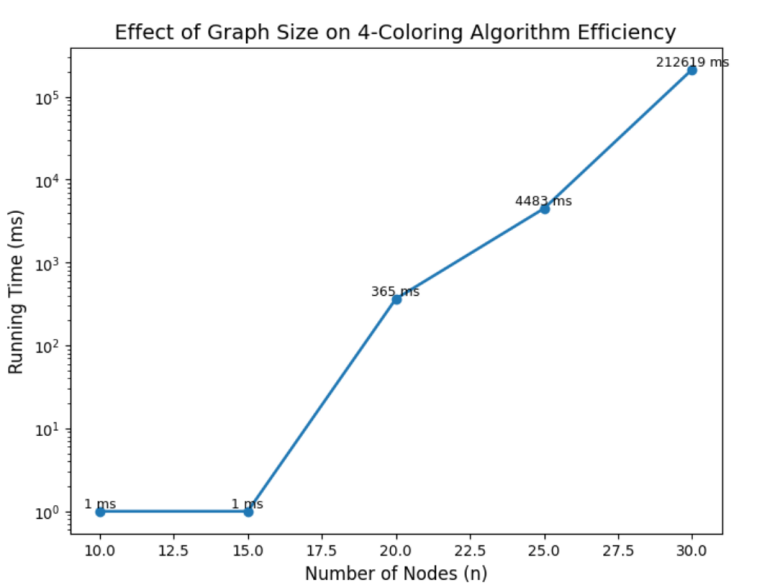 Effect of Graph Size on 4-Coloring Algorithm Efficiency
212619 ms
10^5
10^4
4483 ms
10^3
365 ms
10^2
10^1
1 ms
1 ms
10^0
Running Time (ms)
10.0
12.5
15.0
17.5
20.0
22.5
25.0
27.5
30.0
Number of Nodes (n)